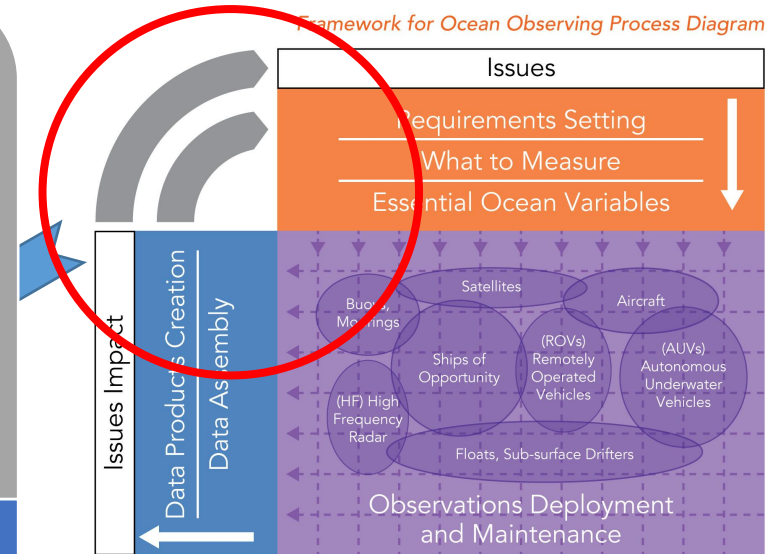 Framework for Ocean Observing Process Diagram
Issues
Requirements Setting
What to Measure
Essential Ocean Variables
Issues Impact
Data Products Creation
Data Assembly
Satellites
Aircraft
Buoys,
Moorings
Ships of
Opportunity
(ROVs)
Remotely
Operated
Vehicles
(AUVs)
Autonomous
Underwater
Vehicles
(HF) High
Frequency
Radar
Floats, Sub-surface Drifters
Observations Deployment
and Maintenance